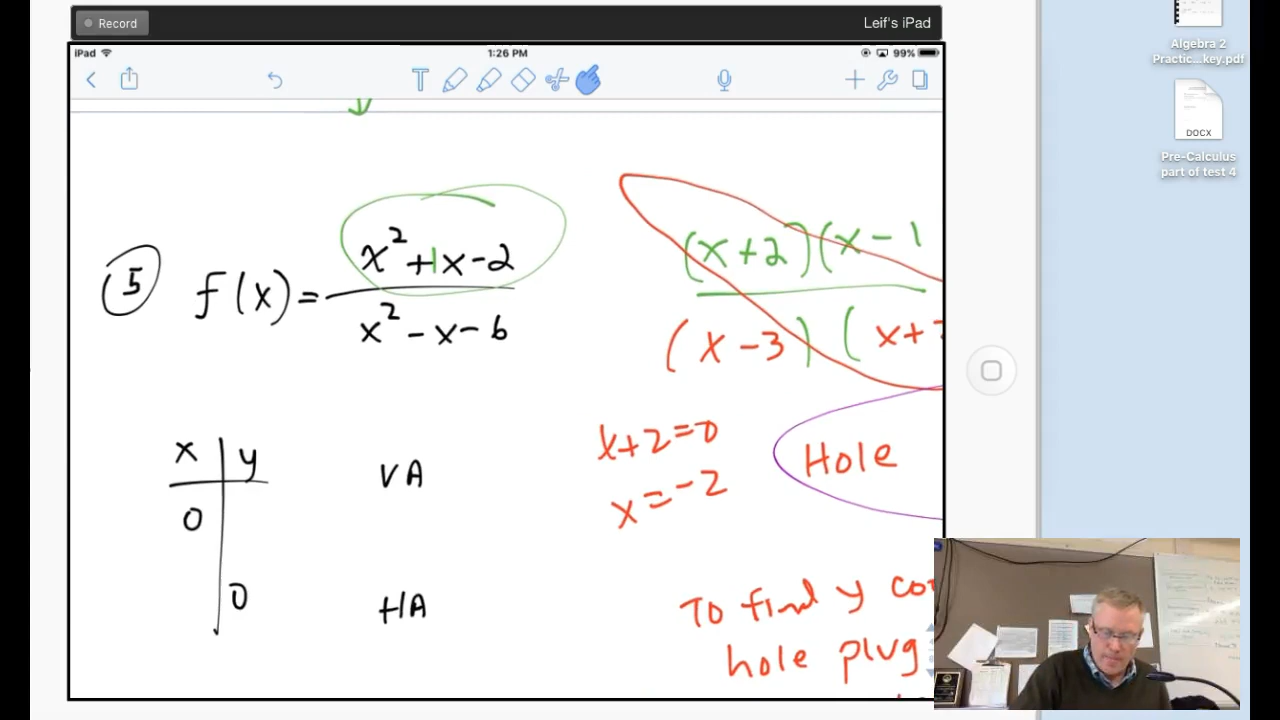 Record
Leif's iPad
iPad
1:26 PM
99%
T
Algebra 2
Practic...key.pdf
DOCX
Pre-Calculus
part of test 4
5
f(x) = x² + 1x - 2
x² - x - 6
(x+2)(x-1
(x-3)(x+
x+2=0
x=-2
Hole
x | y
0
0
VA
HA
To find y co
hole plug